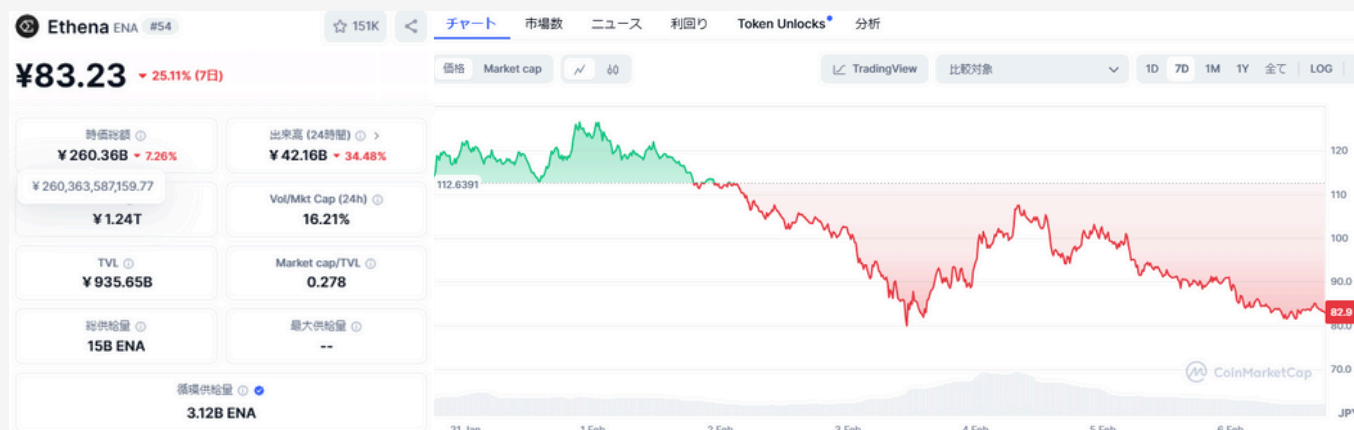 Ethena ENA #54
151K
¥83.23 25.11% (7日)
時価総額
¥260.36B 7.26%
¥260,363,587,159.77
¥1.24T
出来高 (24時間)
¥42.16B 34.48%
Vol/Mkt Cap (24h)
16.21%
TVL
¥935.65B
Market cap/TVL
0.278
総供給量
15B ENA
最大供給量
--
循環供給量
3.12B ENA
チャート 市場数 ニュース 利回り Token Unlocks 分析
価格 Market cap
TradingView 比較対象 1D 7D 1M 1Y 全て LOG
112.6391
120
110
100
90.0
82.9
80.0
70.0
CoinMarketCap
31 Jan 1 Feb 2 Feb 3 Feb 4 Feb 5 Feb 6 Feb